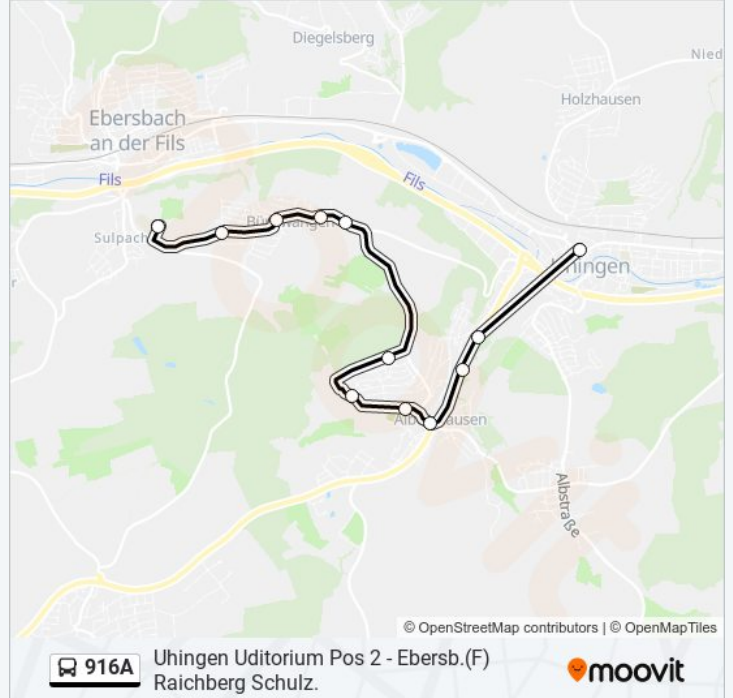 Diegelsberg
Nied
Holzhausen
Ebersbach
an der Fils
Fils
Fils
Sulpach
Albstraße
© OpenStreetMap contributors | © OpenMapTiles
916A
Uhingen Uditorium Pos 2 - Ebersb.(F)
Raichberg Schulz.
moovit